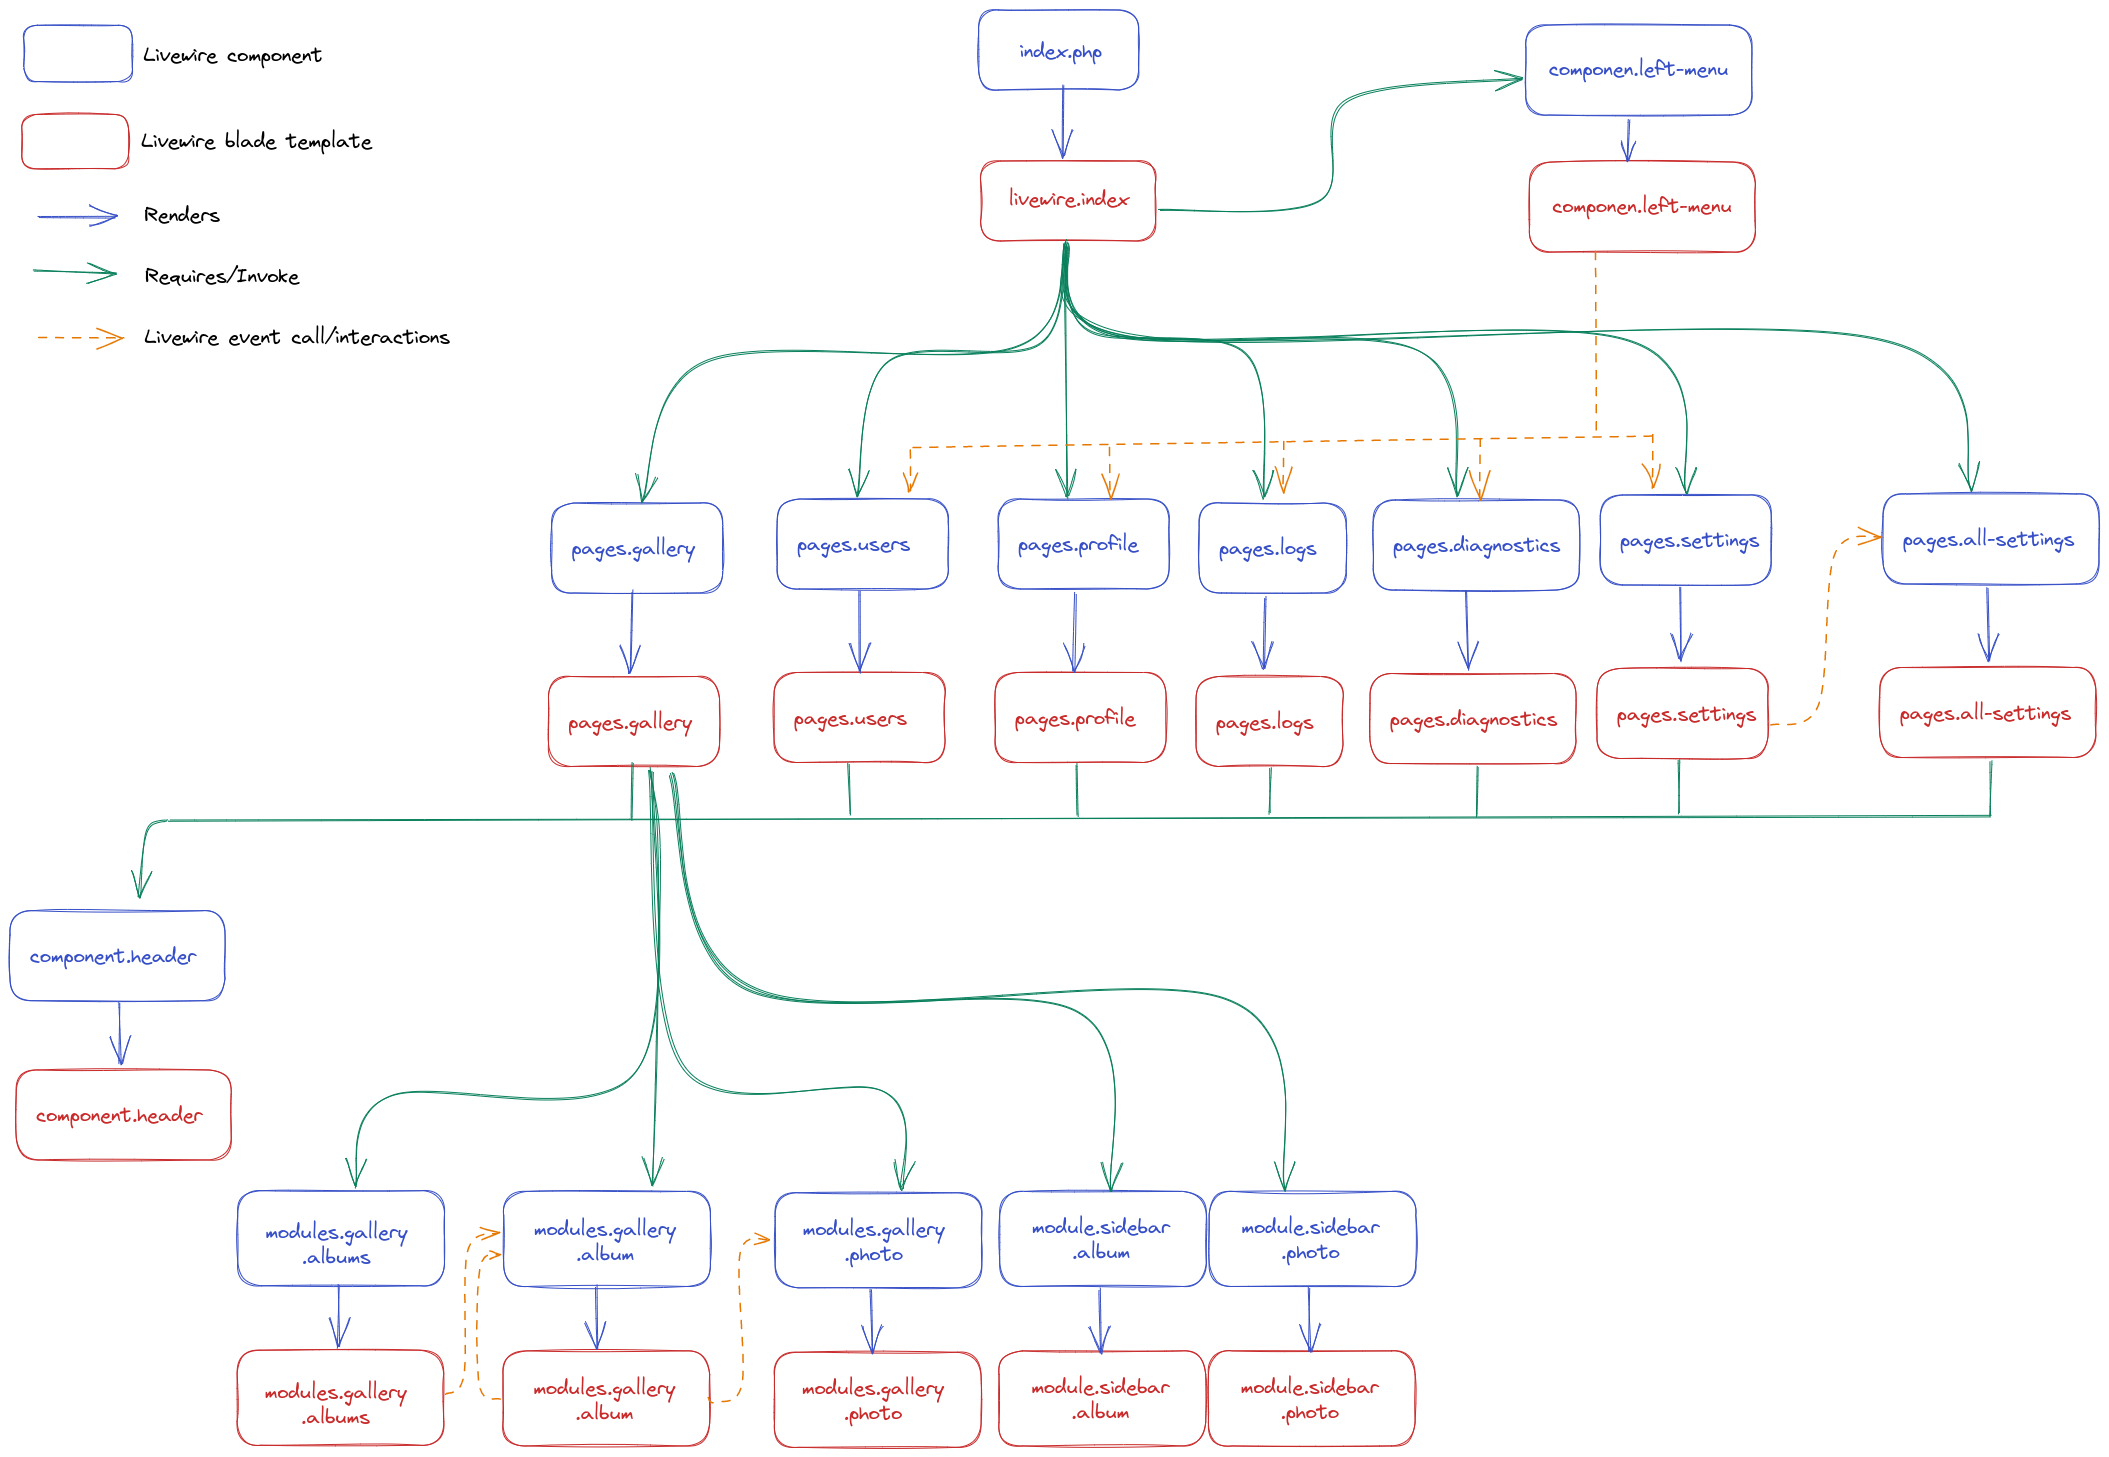 Livewire component
Livewire blade template
Renders
Requires/Invoke
Livewire event call/interactions
index.php
componen.left-menu
livewire.index
componen.left-menu
pages.gallery
pages.users
pages.profile
pages.logs
pages.diagnostics
pages.settings
pages.all-settings
pages.gallery
pages.users
pages.profile
pages.logs
pages.diagnostics
pages.settings
pages.all-settings
component.header
component.header
modules.gallery
.albums
modules.gallery
.album
modules.gallery
.photo
module.sidebar
.album
module.sidebar
.photo
modules.gallery
.albums
modules.gallery
.album
modules.gallery
.photo
module.sidebar
.album
module.sidebar
.photo